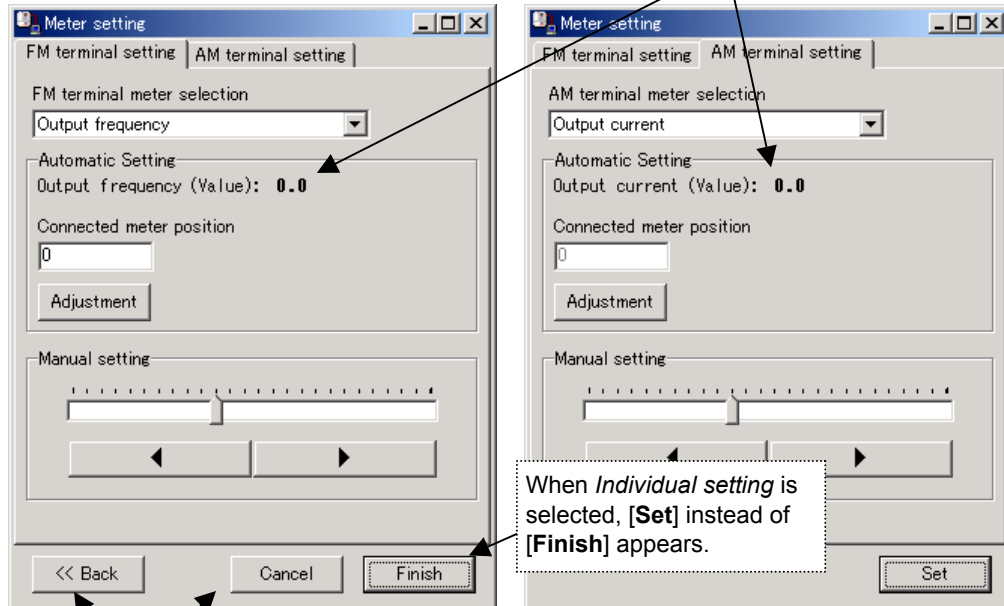 Meter setting
FM terminal setting AM terminal setting
FM terminal meter selection
Output frequency
Automatic Setting
Output frequency (Value): 0.0
Connected meter position
0
Adjustment
Manual setting
<< Back Cancel Finish
Meter setting
FM terminal setting AM terminal setting
AM terminal meter selection
Output current
Automatic Setting
Output current (Value): 0.0
Connected meter position
0
Adjustment
Manual setting
When Individual setting is
selected, [Set] instead of
[Finish] appears.
Set